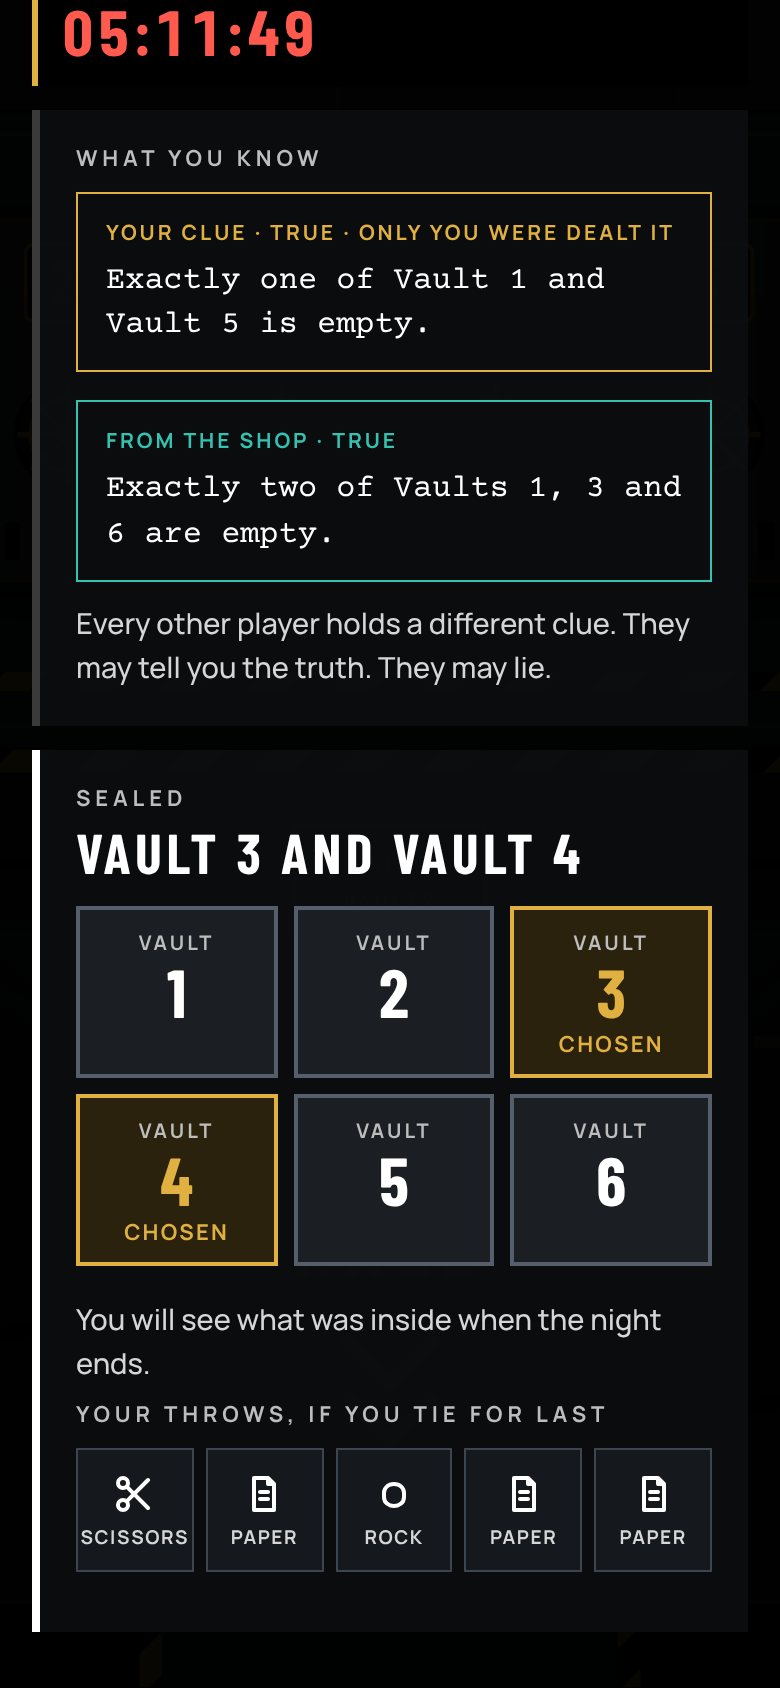 05:11:49
WHAT YOU KNOW
YOUR CLUE · TRUE · ONLY YOU WERE DEALT IT
Exactly one of Vault 1 and
Vault 5 is empty.
FROM THE SHOP · TRUE
Exactly two of Vaults 1, 3 and
6 are empty.
Every other player holds a different clue. They
may tell you the truth. They may lie.
SEALED
VAULT 3 AND VAULT 4
VAULT
1
VAULT
2
VAULT
3
CHOSEN
VAULT
4
CHOSEN
VAULT
5
VAULT
6
You will see what was inside when the night
ends.
YOUR THROWS, IF YOU TIE FOR LAST
SCISSORS
PAPER
ROCK
PAPER
PAPER